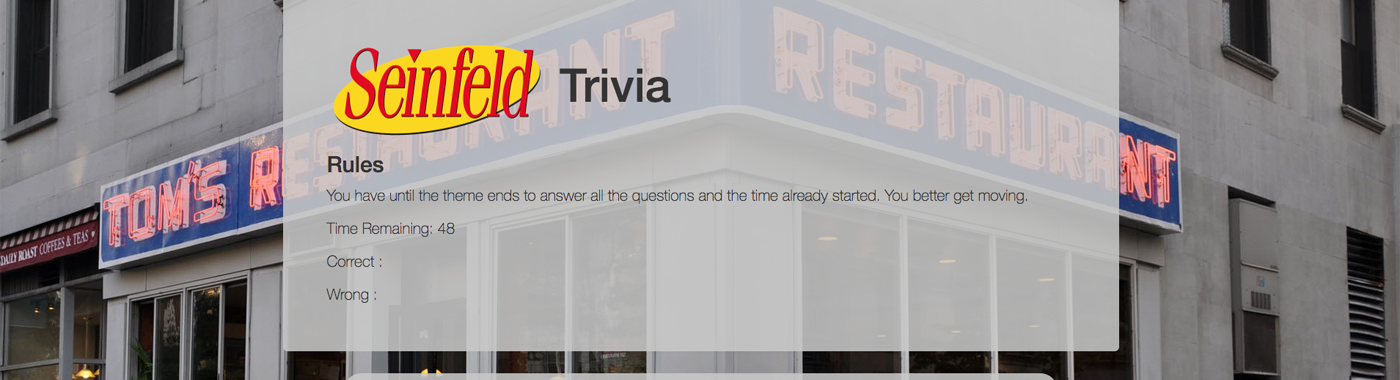 Seinfeld Trivia
TOM'S RESTAURANT RESTAURANT
DAILY ROAST COFFEES & TEAS
Rules
You have until the theme ends to answer all the questions and the time already started. You better get moving.
Time Remaining: 48
Correct :
Wrong :